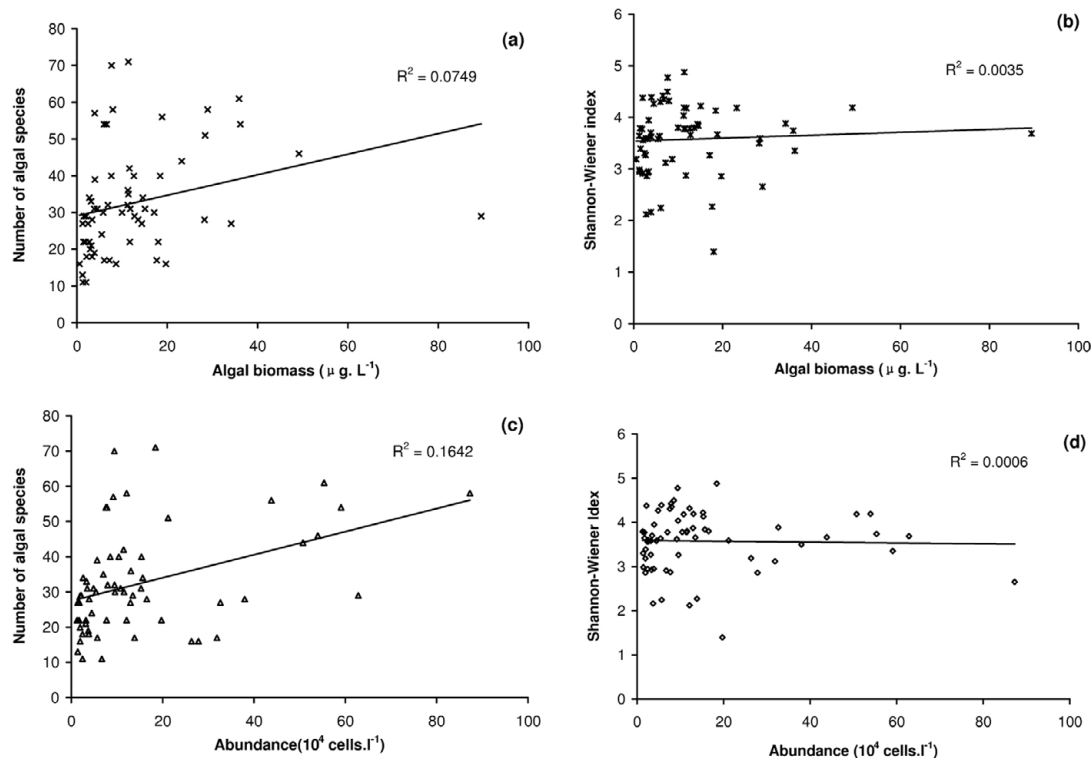 (a)
R² = 0.0749
Number of algal species
80
70
60
50
40
30
20
10
0
0 20 40 60 80 100
Algal biomass ( μ g. L⁻¹)
(b)
R² = 0.0035
Shannon-Wiener index
6
5
4
3
2
1
0
0 10 20 30 40 50 60 70 80 90 100
Algal biomass ( μ g. L⁻¹)
(c)
R² = 0.1642
Number of algal species
80
70
60
50
40
30
20
10
0
0 20 40 60 80 100
Abundance(10⁴ cells.l⁻¹)
(d)
R² = 0.0006
Shannon-Wiener Idex
6
5
4
3
2
1
0
0 20 40 60 80 100
Abundance (10⁴ cells.l⁻¹)